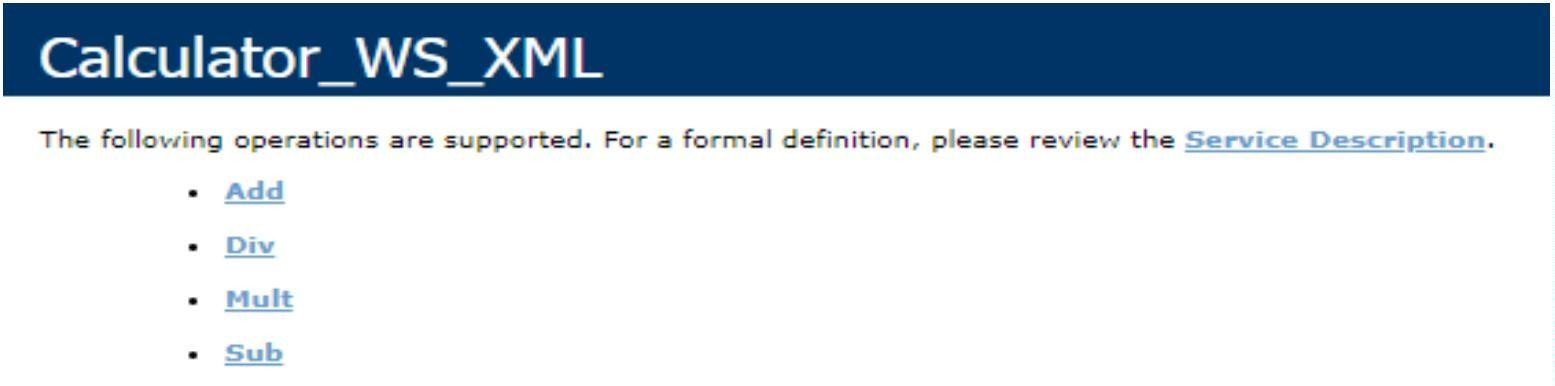 Calculator_WS_XML
The following operations are supported. For a formal definition, please review the Service Description.
• Add
• Div
• Mult
• Sub